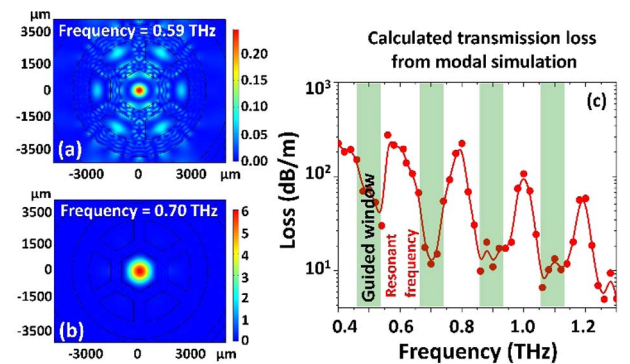 μm
3500
1500
0
-1500
-3500
Frequency = 0.59 THz
(a)
0.20
0.15
0.10
0.05
0.00
-3000 0 3000 μm
μm
3500
1500
0
-1500
-3500
Frequency = 0.70 THz
(b)
6
5
4
3
2
1
0
-3000 0 3000 μm
Calculated transmission loss
from modal simulation
(c)
Loss (dB/m)
10³
10²
10¹
Guided window
Resonant
frequency
0.4 0.6 0.8 1.0 1.2
Frequency (THz)